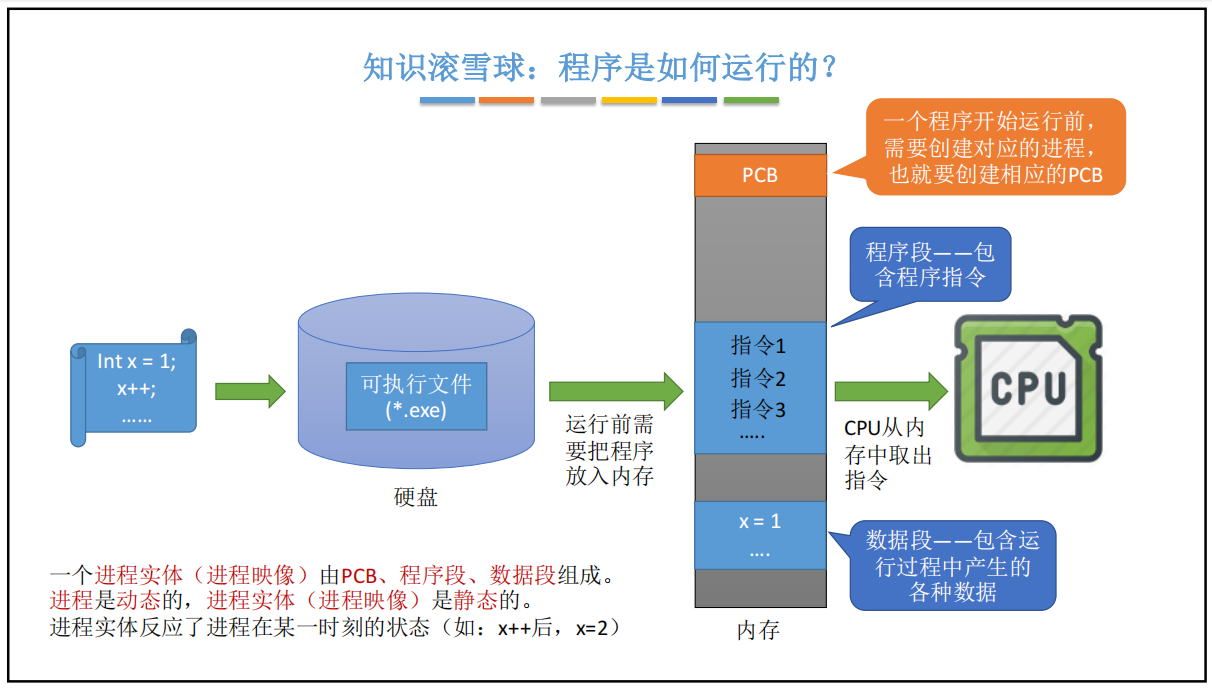 知识滚雪球：程序是如何运行的？
一个程序开始运行前，
需要创建对应的进程，
也就要创建相应的PCB
PCB
程序段——包
含程序指令
Int x = 1;
x++;
……
可执行文件
(*.exe)
硬盘
运行前需
要把程序
放入内存
指令1
指令2
指令3
…..
CPU从内
存中取出
指令
CPU
x = 1
….
数据段——包含运
行过程中产生的
各种数据
内存
一个进程实体（进程映像）由PCB、程序段、数据段组成。
进程是动态的，进程实体（进程映像）是静态的。
进程实体反应了进程在某一时刻的状态（如：x++后，x=2）